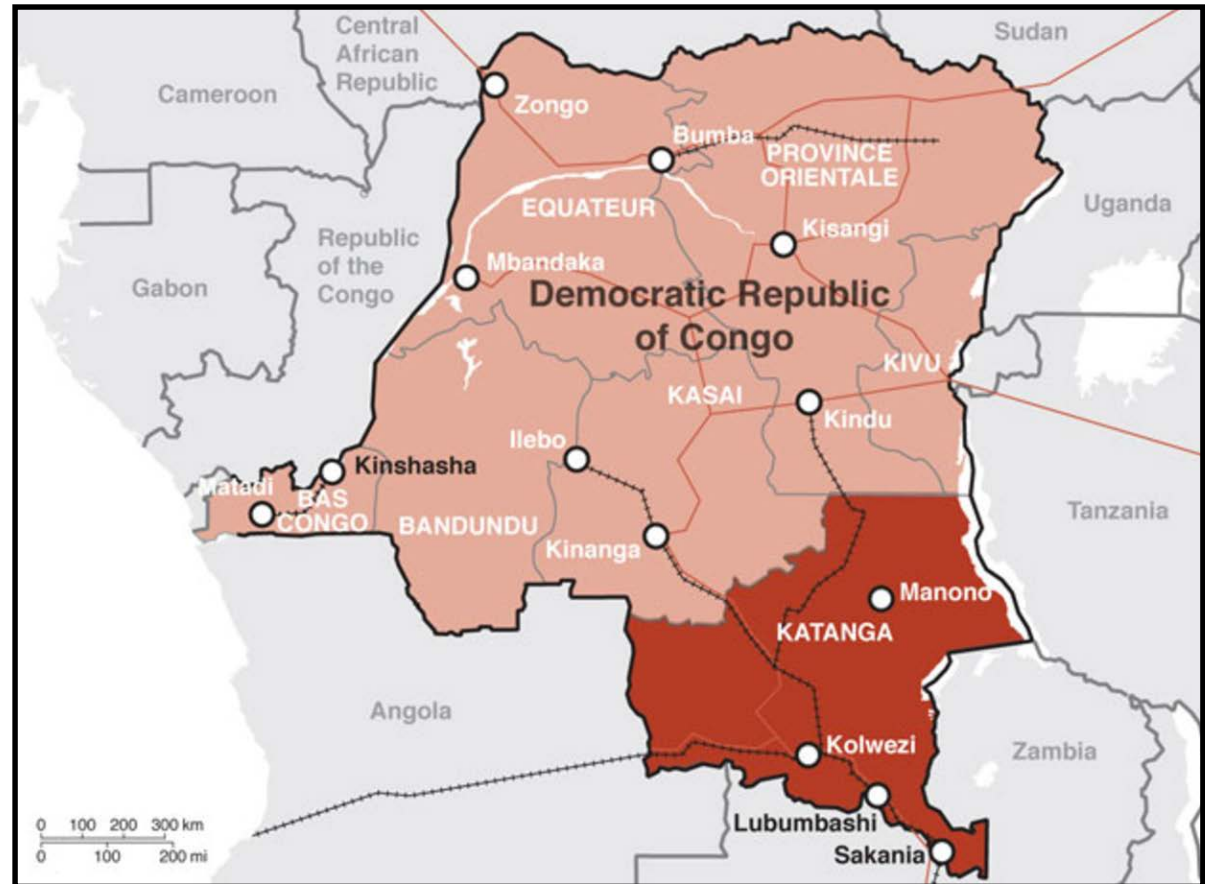 Sudan
Central
African
Republic
Cameroon
Zongo
Bumba
PROVINCE
ORIENTALE
Uganda
EQUATEUR
Kisangi
Republic
of the
Congo
Mbandaka
Gabon
Democratic Republic
of Congo
KIVU
KASAI
Kindu
Ilebo
Kinshasha
Matadi
BAS
CONGO
BANDUNDU
Tanzania
Kinanga
Manono
KATANGA
Angola
Kolwezi
Zambia
Lubumbashi
Sakania
0 100 200 300 km
0 100 200 mi